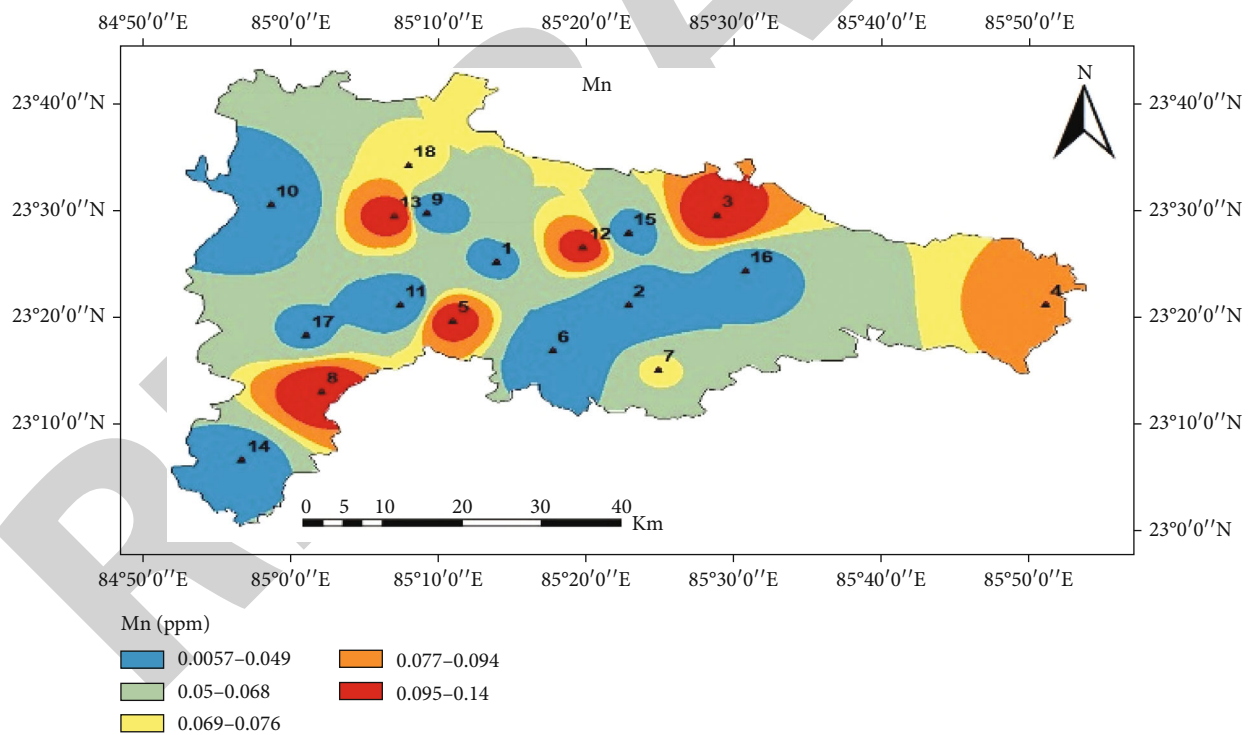 84°50′0′′E 85°0′0′′E 85°10′0′′E 85°20′0′′E 85°30′0′′E 85°40′0′′E 85°50′0′′E
Mn
N
23°40′0′′N 23°40′0′′N
18
10 13 9 3
23°30′0′′N 23°30′0′′N
12 15
1 16
11 2 4
23°20′0′′N 23°20′0′′N
17 5
6 7
8
23°10′0′′N 23°10′0′′N
14
0 5 10 20 30 40
Km
23°0′0′′N 23°0′0′′N
84°50′0′′E 85°0′0′′E 85°10′0′′E 85°20′0′′E 85°30′0′′E 85°40′0′′E 85°50′0′′E
Mn (ppm)
0.0057–0.049
0.05–0.068
0.069–0.076
0.077–0.094
0.095–0.14